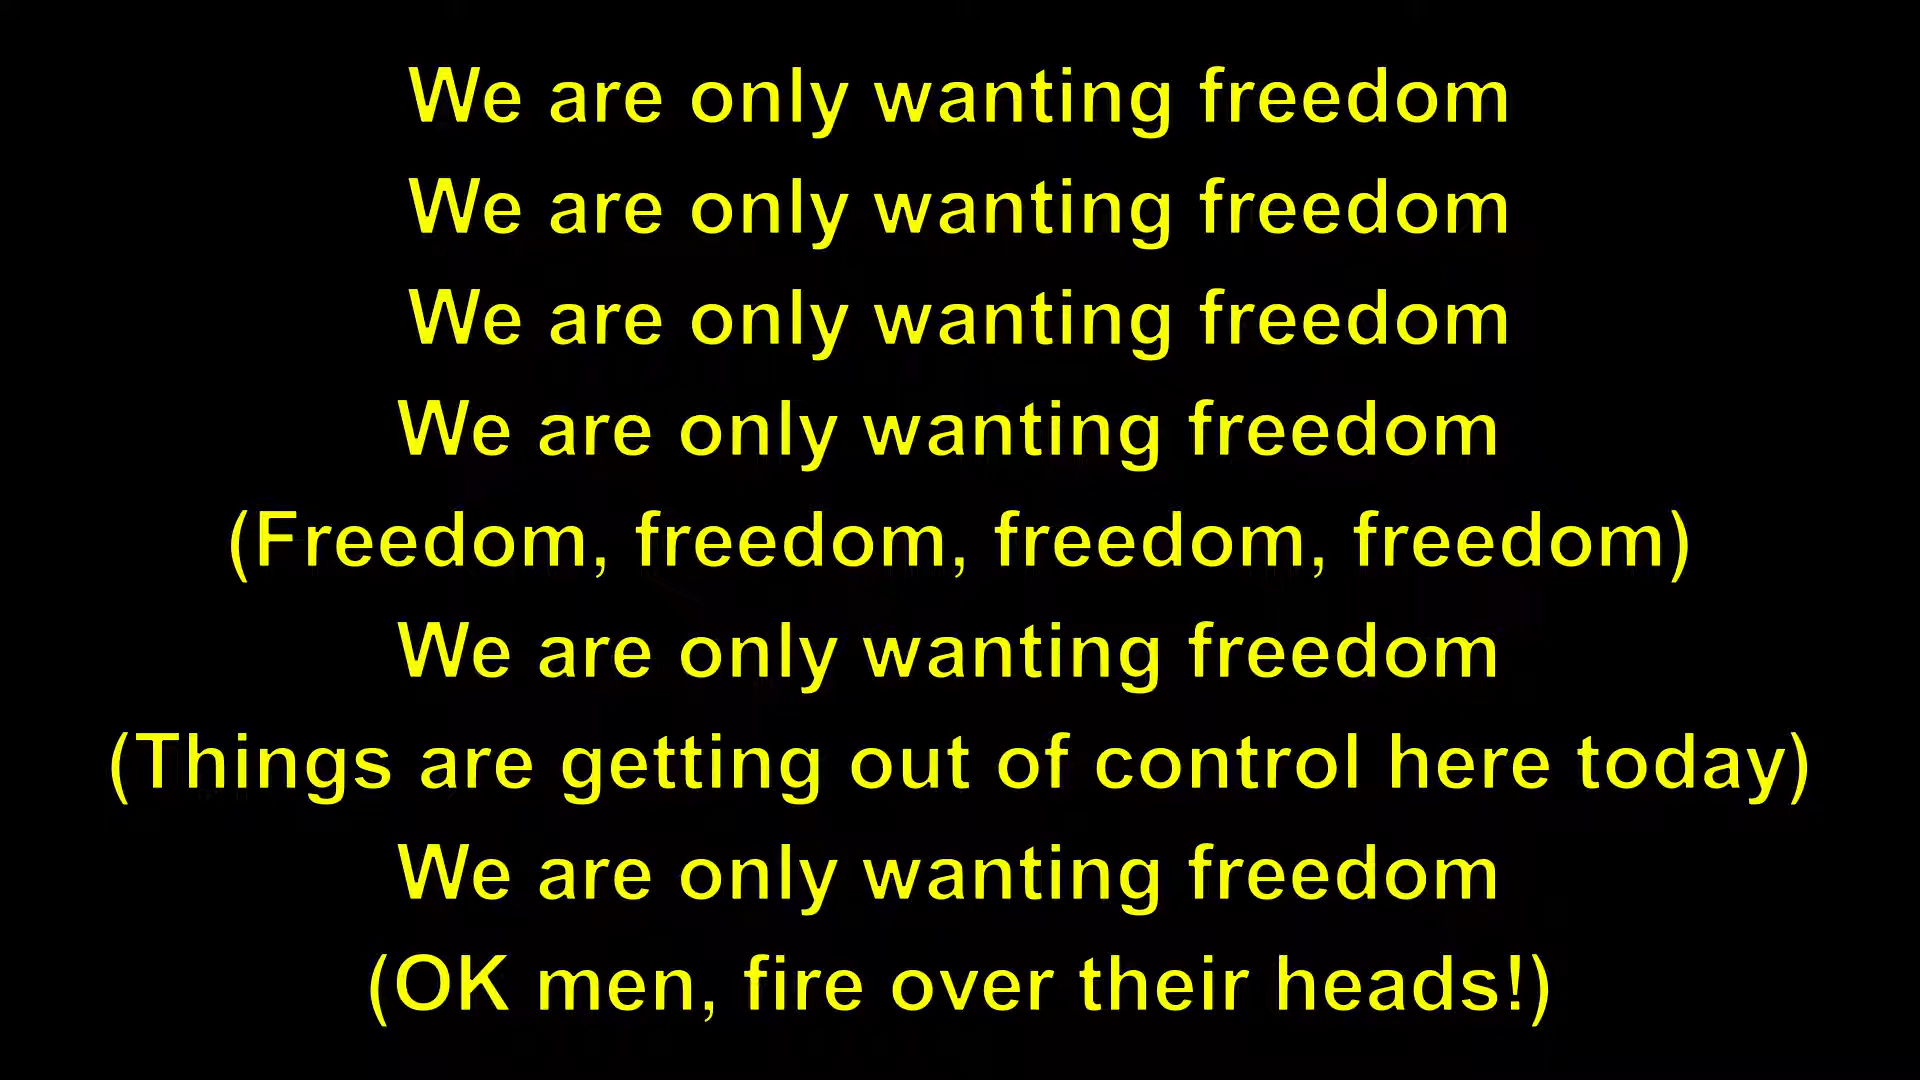 We are only wanting freedom
We are only wanting freedom
We are only wanting freedom
We are only wanting freedom
(Freedom, freedom, freedom, freedom)
We are only wanting freedom
(Things are getting out of control here today)
We are only wanting freedom
(OK men, fire over their heads!)